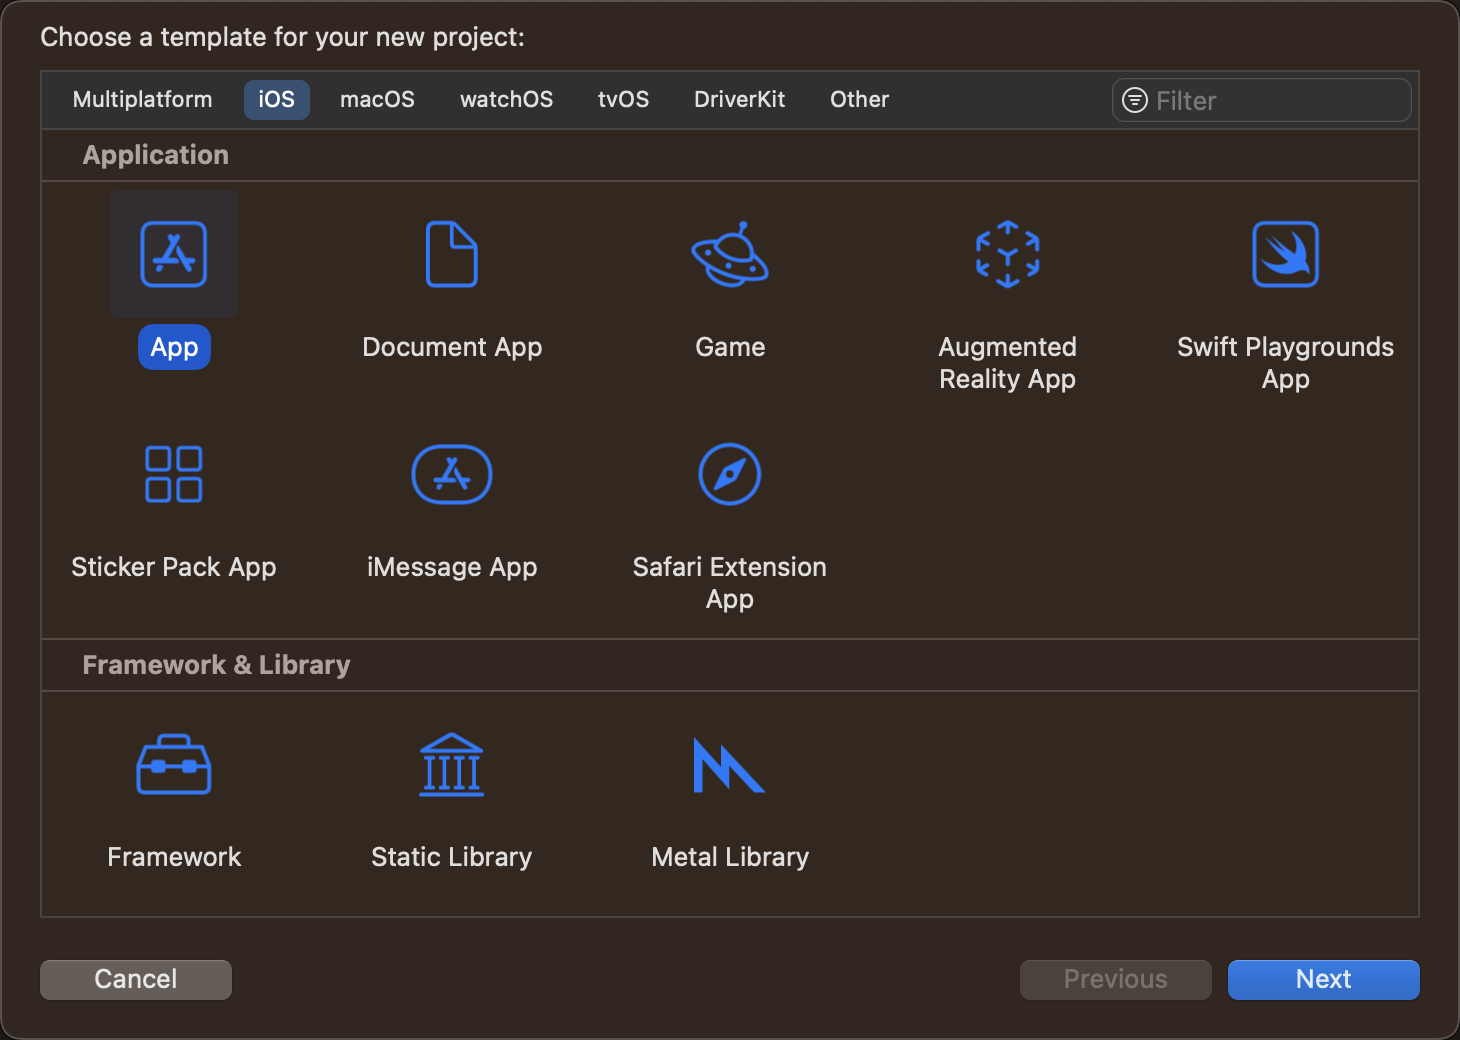 Choose a template for your new project:
Multiplatform iOS macOS watchOS tvOS DriverKit Other Filter
Application
App
Document App
Game
Augmented
Reality App
Swift Playgrounds
App
Sticker Pack App
iMessage App
Safari Extension
App
Framework & Library
Framework
Static Library
Metal Library
Cancel Previous Next